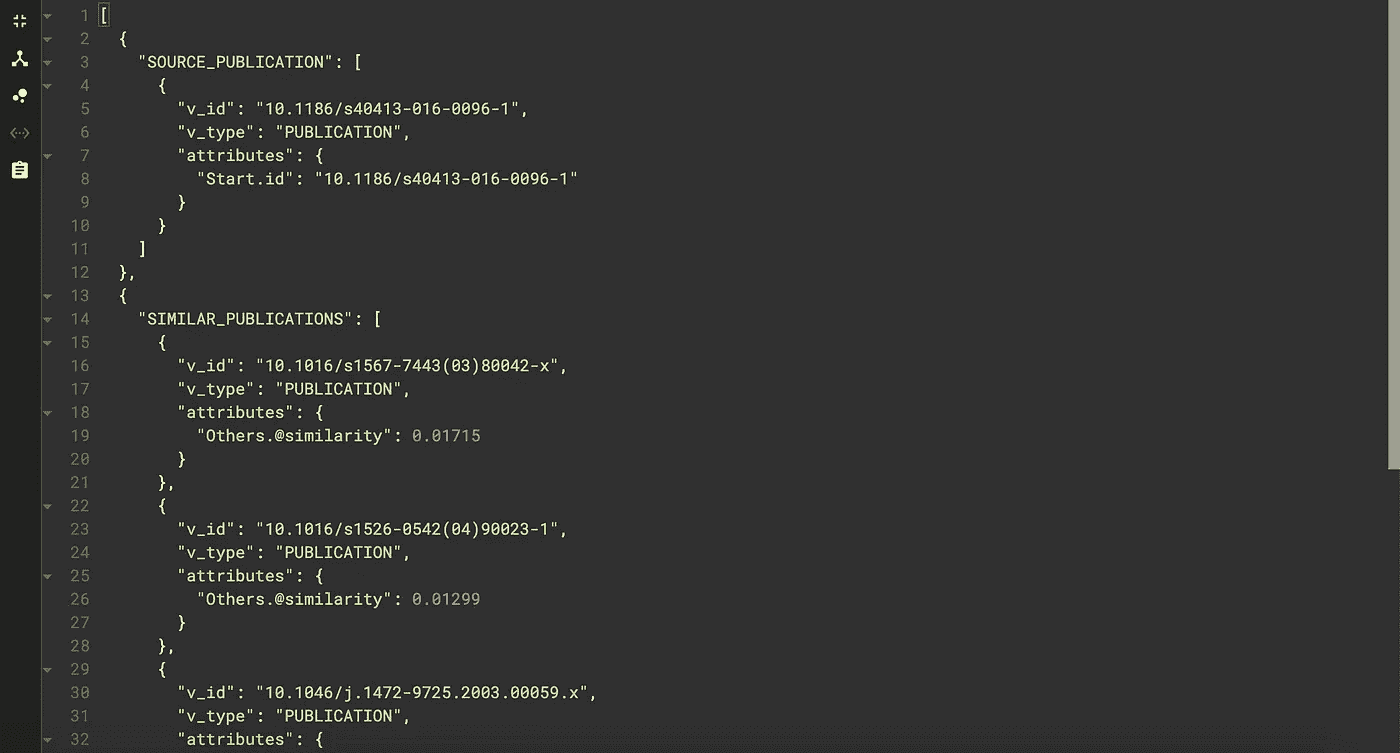 1 [
2 {
3 "SOURCE_PUBLICATION": [
4 {
5 "v_id": "10.1186/s40413-016-0096-1",
6 "v_type": "PUBLICATION",
7 "attributes": {
8 "Start.id": "10.1186/s40413-016-0096-1"
9 }
10 }
11 ]
12 },
13 {
14 "SIMILAR_PUBLICATIONS": [
15 {
16 "v_id": "10.1016/s1567-7443(03)80042-x",
17 "v_type": "PUBLICATION",
18 "attributes": {
19 "Others.@similarity": 0.01715
20 }
21 },
22 {
23 "v_id": "10.1016/s1526-0542(04)90023-1",
24 "v_type": "PUBLICATION",
25 "attributes": {
26 "Others.@similarity": 0.01299
27 }
28 },
29 {
30 "v_id": "10.1046/j.1472-9725.2003.00059.x",
31 "v_type": "PUBLICATION",
32 "attributes": {